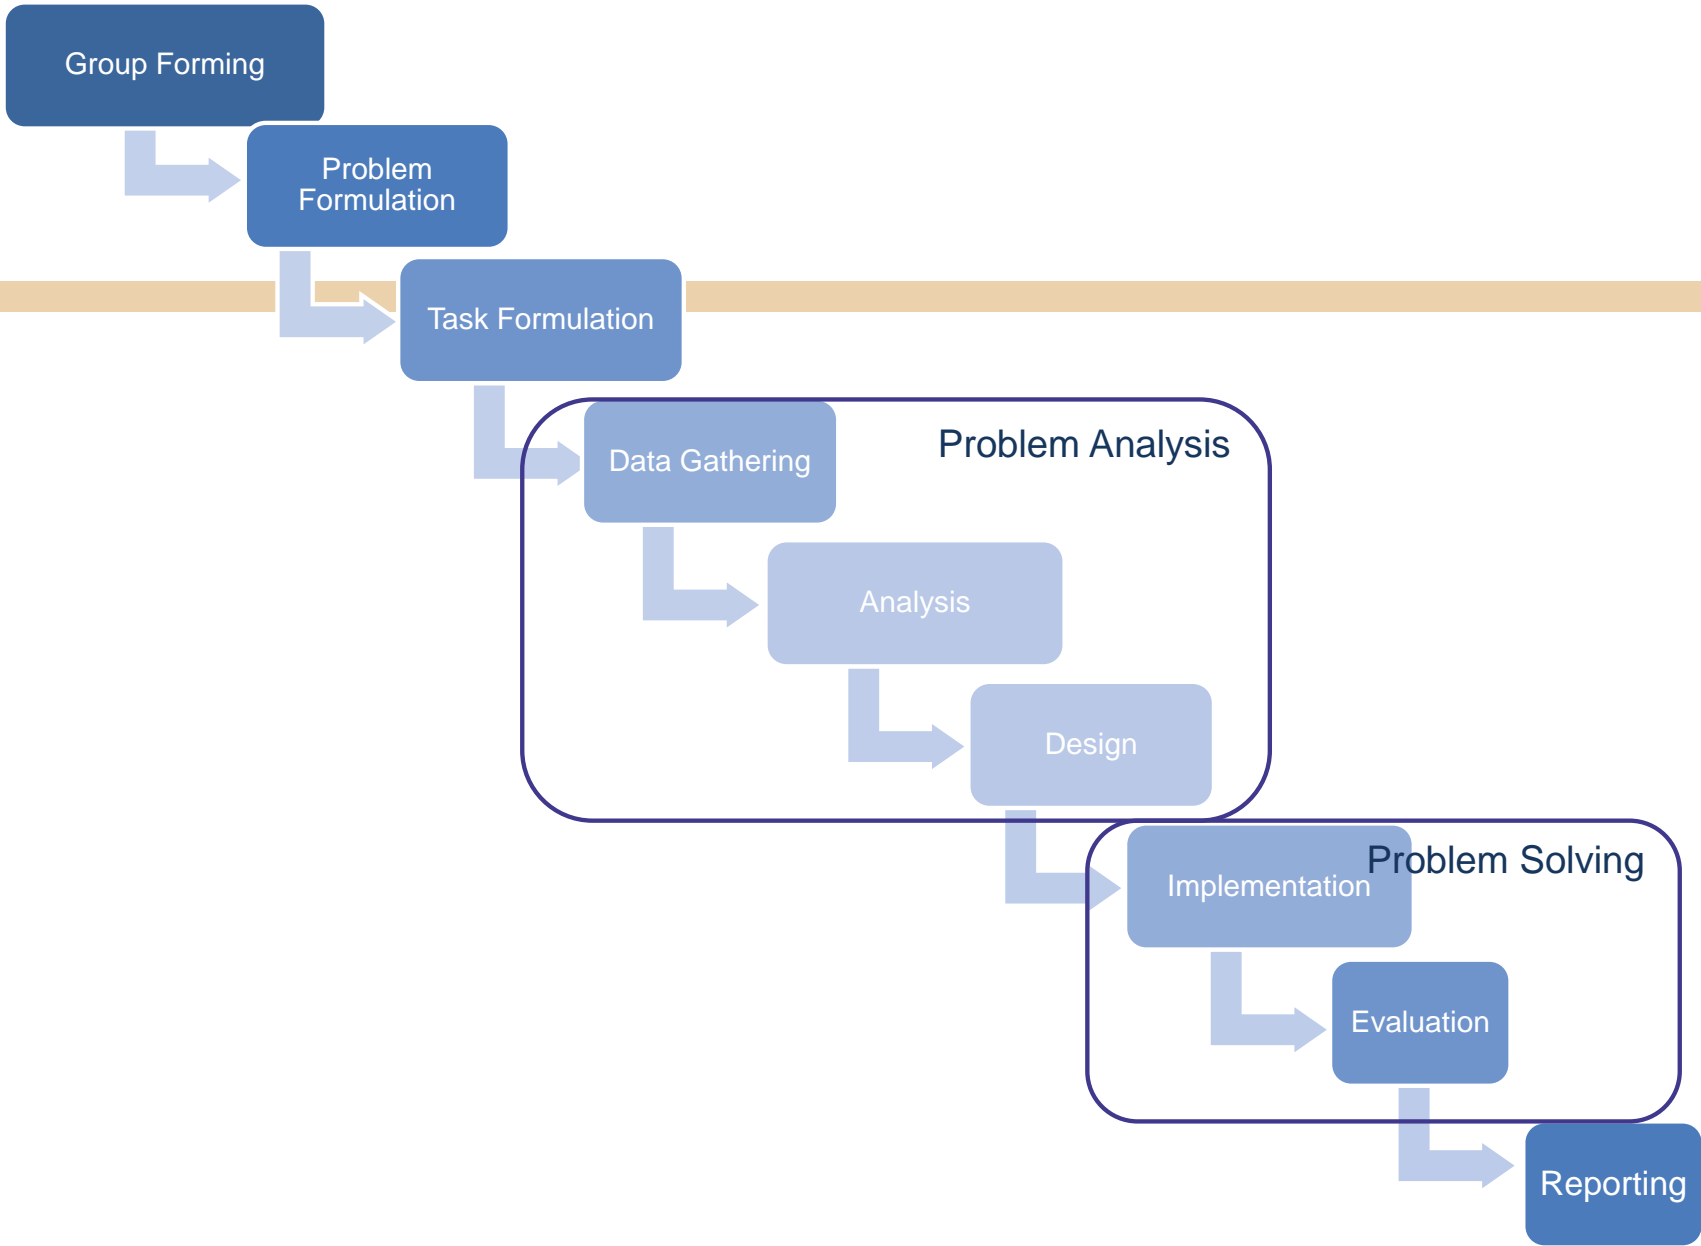 Group Forming
Problem
Formulation
Task Formulation
Problem Analysis
Data Gathering
Analysis
Design
Problem Solving
Implementation
Evaluation
Reporting